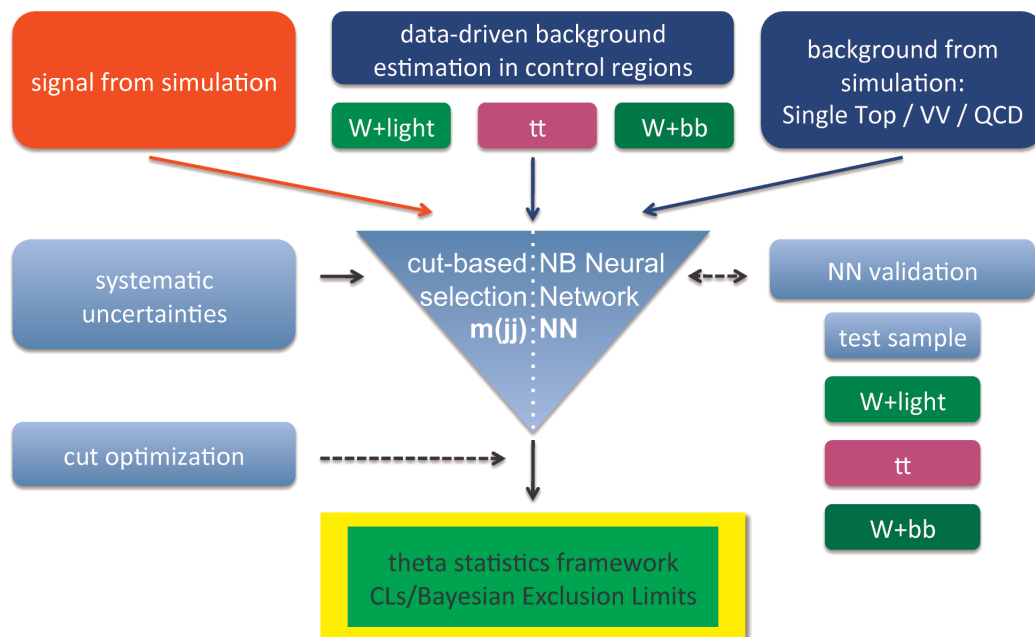 signal from simulation
data-driven background
estimation in control regions
W+light
tt
W+bb
background from
simulation:
Single Top / VV / QCD
systematic
uncertainties
cut-based
selection
m(jj)
NB Neural
Network
NN
NN validation
test sample
W+light
tt
W+bb
cut optimization
theta statistics framework
CLs/Bayesian Exclusion Limits